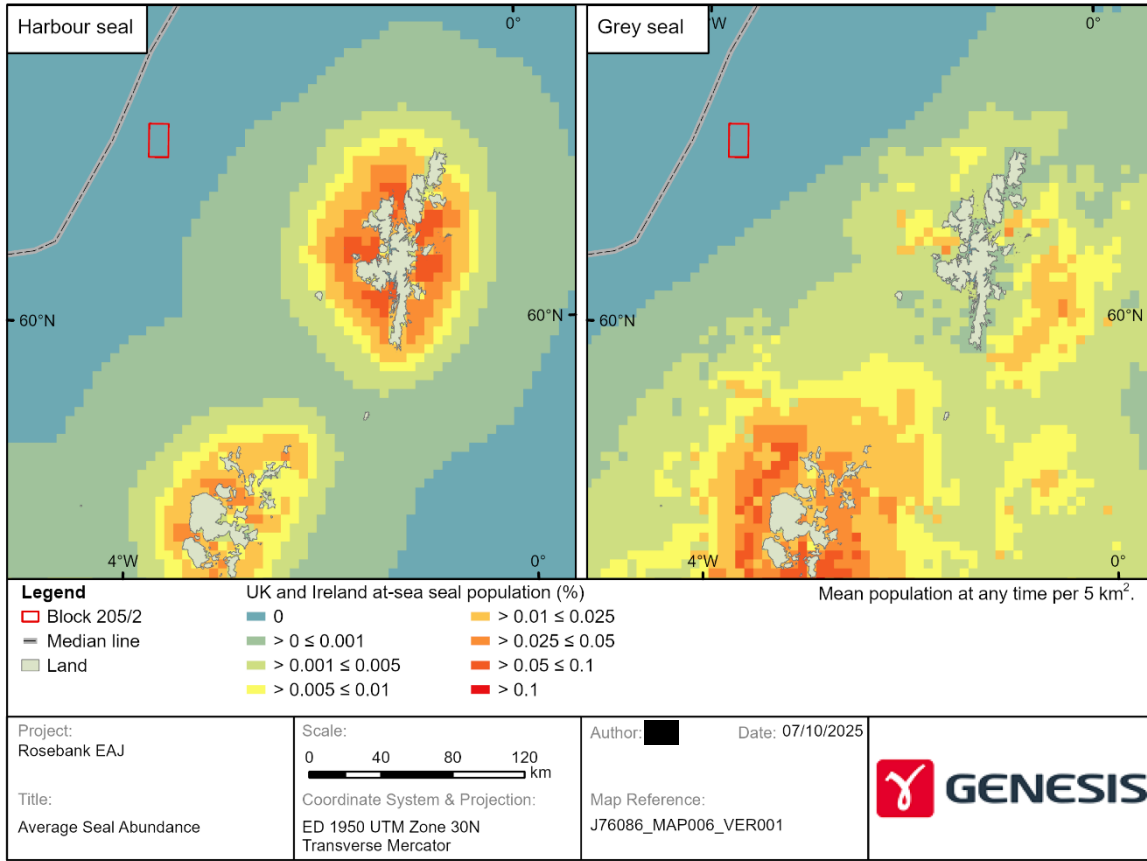 Harbour seal
0°
60°N
60°N
4°W
0°
Grey seal
W
0°
60°N
60°N
4°W
0°
Legend
Block 205/2
Median line
Land
UK and Ireland at-sea seal population (%)
0
> 0 ≤ 0.001
> 0.001 ≤ 0.005
> 0.005 ≤ 0.01
> 0.01 ≤ 0.025
> 0.025 ≤ 0.05
> 0.05 ≤ 0.1
> 0.1
Mean population at any time per 5 km².
Project:
Rosebank EAJ
Title:
Average Seal Abundance
Scale:
0 40 80 120
km
Coordinate System & Projection:
ED 1950 UTM Zone 30N
Transverse Mercator
Author: Date: 07/10/2025
Map Reference:
J76086_MAP006_VER001
GENESIS